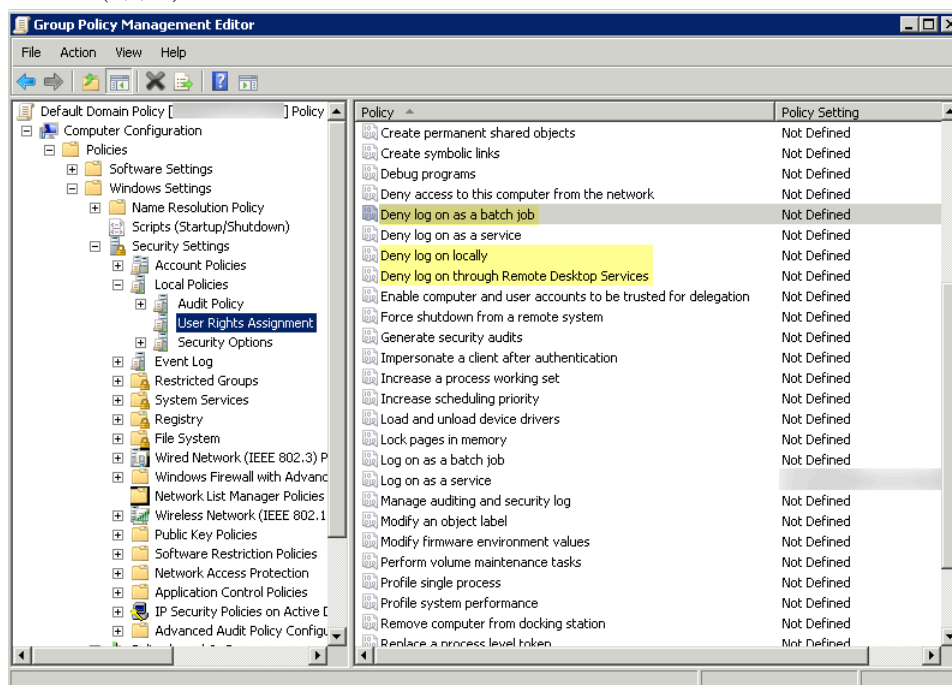 Group Policy Management Editor
File Action View Help
Default Domain Policy [ ] Policy
Computer Configuration
Policies
Software Settings
Windows Settings
Name Resolution Policy
Scripts (Startup/Shutdown)
Security Settings
Account Policies
Local Policies
Audit Policy
User Rights Assignment
Security Options
Event Log
Restricted Groups
System Services
Registry
File System
Wired Network (IEEE 802.3) P
Windows Firewall with Advanc
Network List Manager Policies
Wireless Network (IEEE 802.1
Public Key Policies
Software Restriction Policies
Network Access Protection
Application Control Policies
IP Security Policies on Active D
Advanced Audit Policy Configu
Policy Policy Setting
Create permanent shared objects Not Defined
Create symbolic links Not Defined
Debug programs Not Defined
Deny access to this computer from the network Not Defined
Deny log on as a batch job Not Defined
Deny log on as a service Not Defined
Deny log on locally Not Defined
Deny log on through Remote Desktop Services Not Defined
Enable computer and user accounts to be trusted for delegation Not Defined
Force shutdown from a remote system Not Defined
Generate security audits Not Defined
Impersonate a client after authentication Not Defined
Increase a process working set Not Defined
Increase scheduling priority Not Defined
Load and unload device drivers Not Defined
Lock pages in memory Not Defined
Log on as a batch job Not Defined
Log on as a service
Manage auditing and security log Not Defined
Modify an object label Not Defined
Modify firmware environment values Not Defined
Perform volume maintenance tasks Not Defined
Profile single process Not Defined
Profile system performance Not Defined
Remove computer from docking station Not Defined
Replace a process level token Not Defined